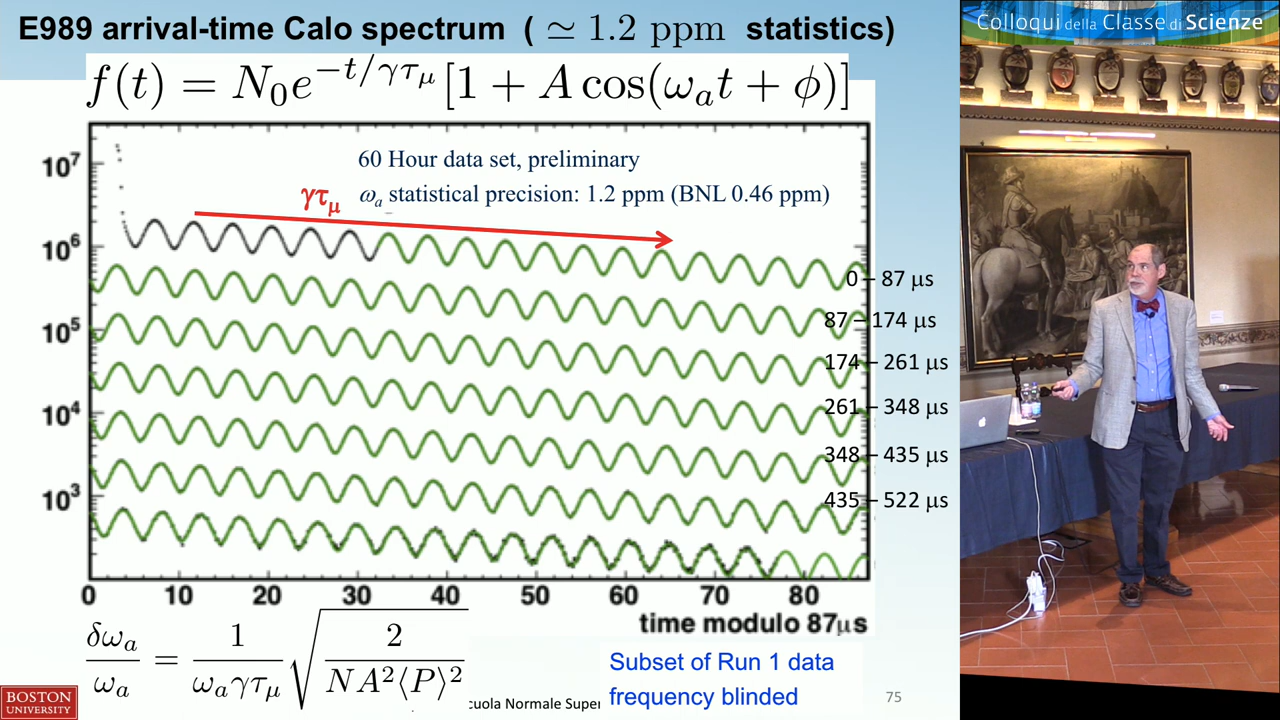 E989 arrival-time Calo spectrum ( ≃ 1.2 ppm statistics)
f(t) = N₀e^{−t/γτ_μ}[1 + A cos(ω_a t + ϕ)]
60 Hour data set, preliminary
ω_a statistical precision: 1.2 ppm (BNL 0.46 ppm)
γτ_μ
10⁷
10⁶
10⁵
10⁴
10³
0 – 87 μs
87 – 174 μs
174 – 261 μs
261 – 348 μs
348 – 435 μs
435 – 522 μs
0 10 20 30 40 50 60 70 80
time modulo 87μs
δω_a/ω_a = 1/(ω_a γτ_μ) √(2/(NA²⟨P⟩²))
Subset of Run 1 data
frequency blinded
BOSTON
UNIVERSITY
cuola Normale Super
75
Colloqui della Classe di Scienze